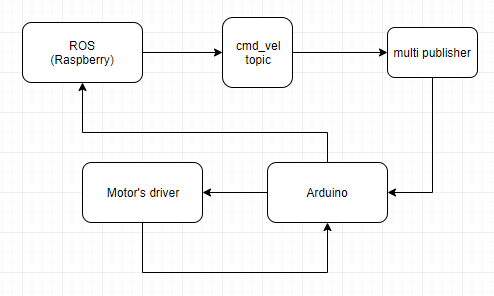 ROS
(Raspberry)
cmd_vel
topic
multi publisher
Motor's driver
Arduino